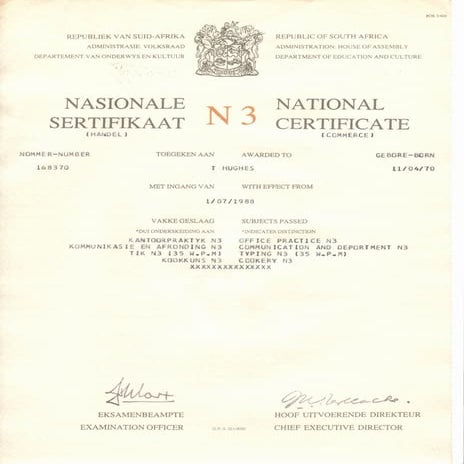 REPUBLIEK VAN SUID-AFRIKA
ADMINISTRASIE: VOLKSRAAD
DEPARTEMENT VAN ONDERWYS EN KULTUUR
REPUBLIC OF SOUTH AFRICA
ADMINISTRATION: HOUSE OF ASSEMBLY
DEPARTMENT OF EDUCATION AND CULTURE
NASIONALE SERTIFIKAAT
(HANDEL)
N 3
NATIONAL CERTIFICATE
(COMMERCE)
NOMMER-NUMBER TOEGEKEN AAN AWARDED TO GEBORE-BORN
168370 T HUGHES 11/04/70
MET INGANG VAN WITH EFFECT FROM
1/07/1988
VAKKE GESLAAG SUBJECTS PASSED
*DUI ONDERSKEIDING AAN *INDICATES DISTINCTION
KANTOORPRAKTYK N3 OFFICE PRACTICE N3
KOMMUNIKASIE EN AFRONDING N3 COMMUNICATION AND DEPORTMENT N3
TIK N3 (35 W.P.M) TYPING N3 (35 W.P.M)
KOOKKUNS N3 COOKERY N3
XXXXXXXXXXXXXXX
EKSAMENBEAMPTE HOOF UITVOERENDE DIREKTEUR
EXAMINATION OFFICER CHIEF EXECUTIVE DIRECTOR